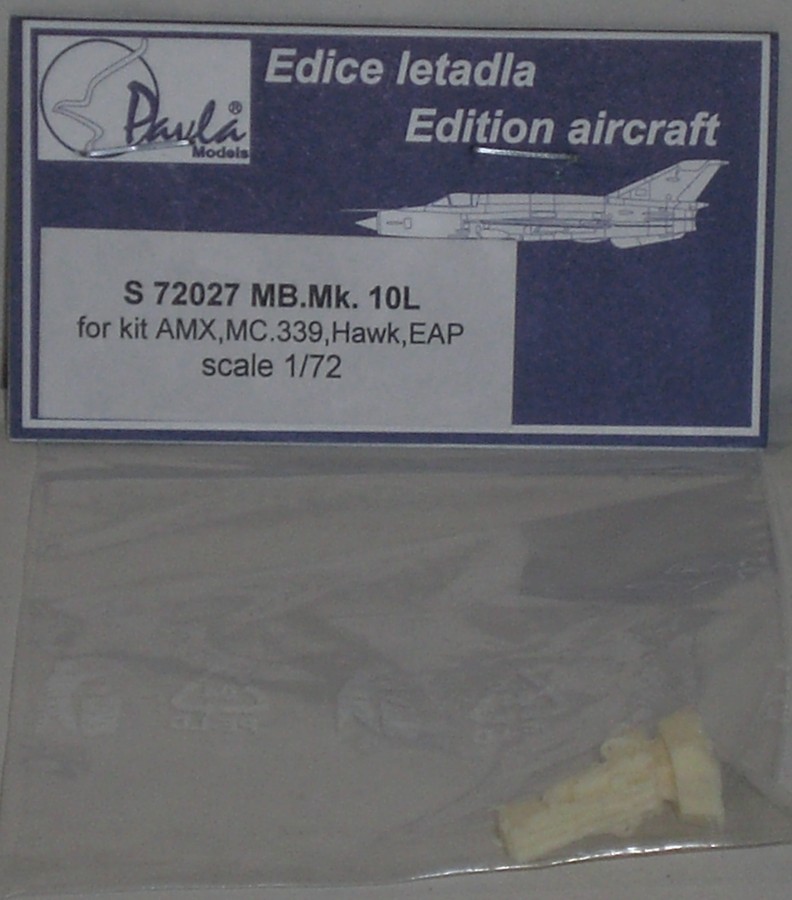 Pavla®
Models
Edice letadla
Edition aircraft
S 72027 MB.Mk. 10L
for kit AMX,MC.339,Hawk,EAP
scale 1/72